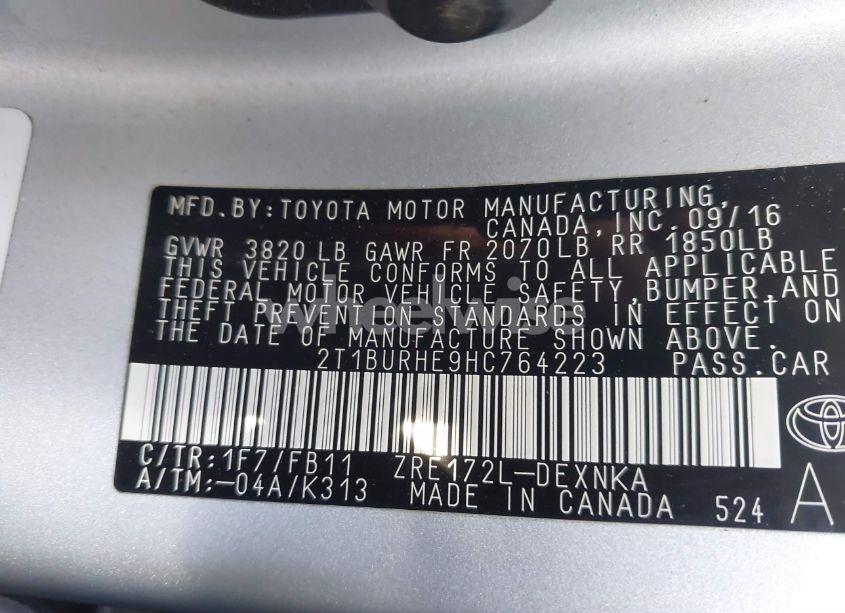 MFD. BY: TOYOTA MOTOR MANUFACTURING,
CANADA, INC. 09/16
GVWR 3820 LB GAWR FR 2070LB RR 1850LB
THIS VEHICLE CONFORMS TO ALL APPLICABLE
FEDERAL MOTOR VEHICLE SAFETY, BUMPER, AND
THEFT PREVENTION STANDARDS IN EFFECT ON
THE DATE OF MANUFACTURE SHOWN ABOVE.
wheelwise
2T1BURHE9HC764223 PASS. CAR
C/TR: 1F7/FB11 ZRE172L-DEXNKA
A/TM:-04A/K313 MADE IN CANADA 524 A